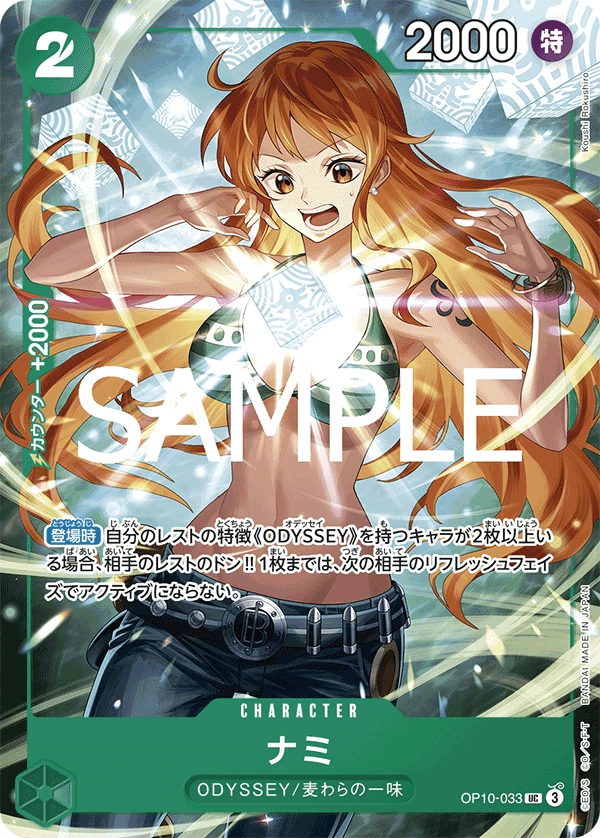 2
2000
特
Koushi Rokushiro
カウンター +2000
SAMPLE
登場時 自分のレストの特徴《ODYSSEY》を持つキャラが2枚以上い
る場合、相手のレストのドン!!1枚までは、次の相手のリフレッシュフェイ
ズでアクティブにならない。
CHARACTER
ナミ
ODYSSEY/麦わらの一味
OP10-033 UC 3
©EO/S ©O/S・F・T BANDAI MADE IN JAPAN